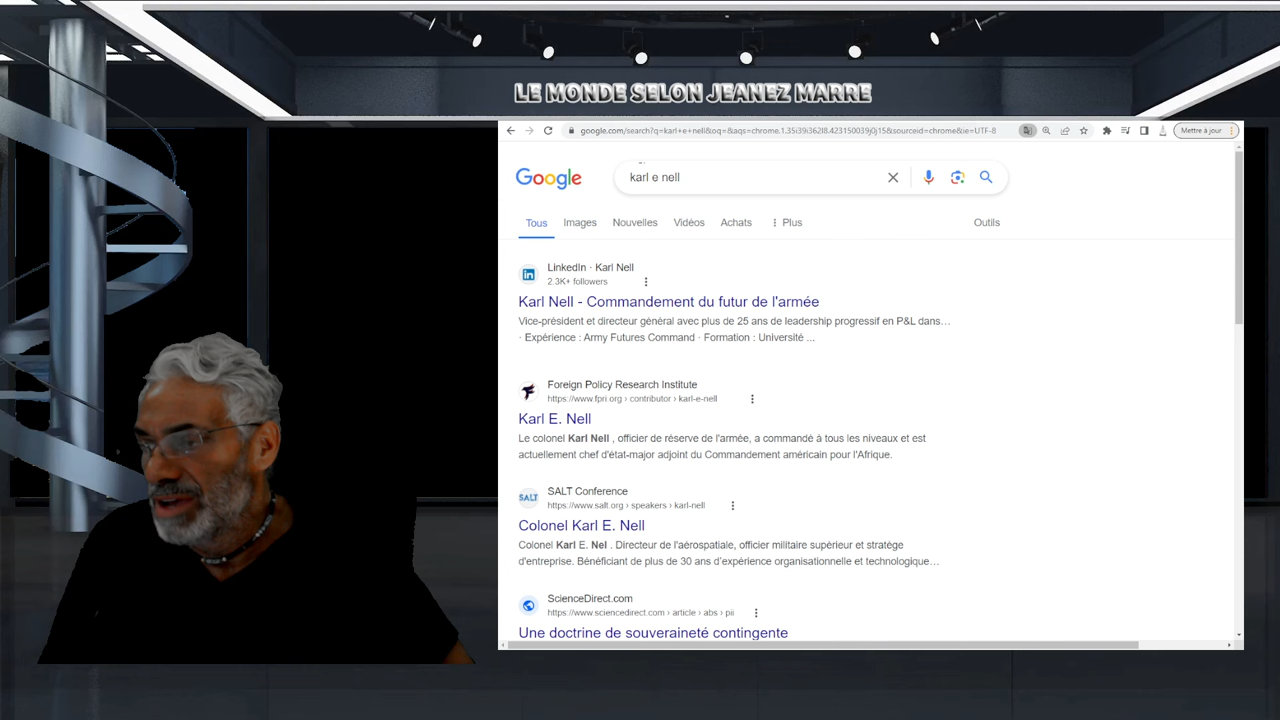 LE MONDE SELON JEANEZ MARRE
google.com/search?q=karl+e+nell&oq=&aqs=chrome.1.35i39i362l8.423150039j0j15&sourceid=chrome&ie=UTF-8
Mettre à jour
Google
karl e nell
Tous Images Nouvelles Vidéos Achats Plus Outils
LinkedIn · Karl Nell
2.3K+ followers
Karl Nell - Commandement du futur de l'armée
Vice-président et directeur général avec plus de 25 ans de leadership progressif en P&L dans…
· Expérience : Army Futures Command · Formation : Université ...
Foreign Policy Research Institute
https://www.fpri.org › contributor › karl-e-nell
Karl E. Nell
Le colonel Karl Nell , officier de réserve de l'armée, a commandé à tous les niveaux et est
actuellement chef d'état-major adjoint du Commandement américain pour l'Afrique.
SALT
SALT Conference
https://www.salt.org › speakers › karl-nell
Colonel Karl E. Nell
Colonel Karl E. Nel . Directeur de l'aérospatiale, officier militaire supérieur et stratège
d'entreprise. Bénéficiant de plus de 30 ans d'expérience organisationnelle et technologique…
ScienceDirect.com
https://www.sciencedirect.com › article › abs › pii
Une doctrine de souveraineté contingente